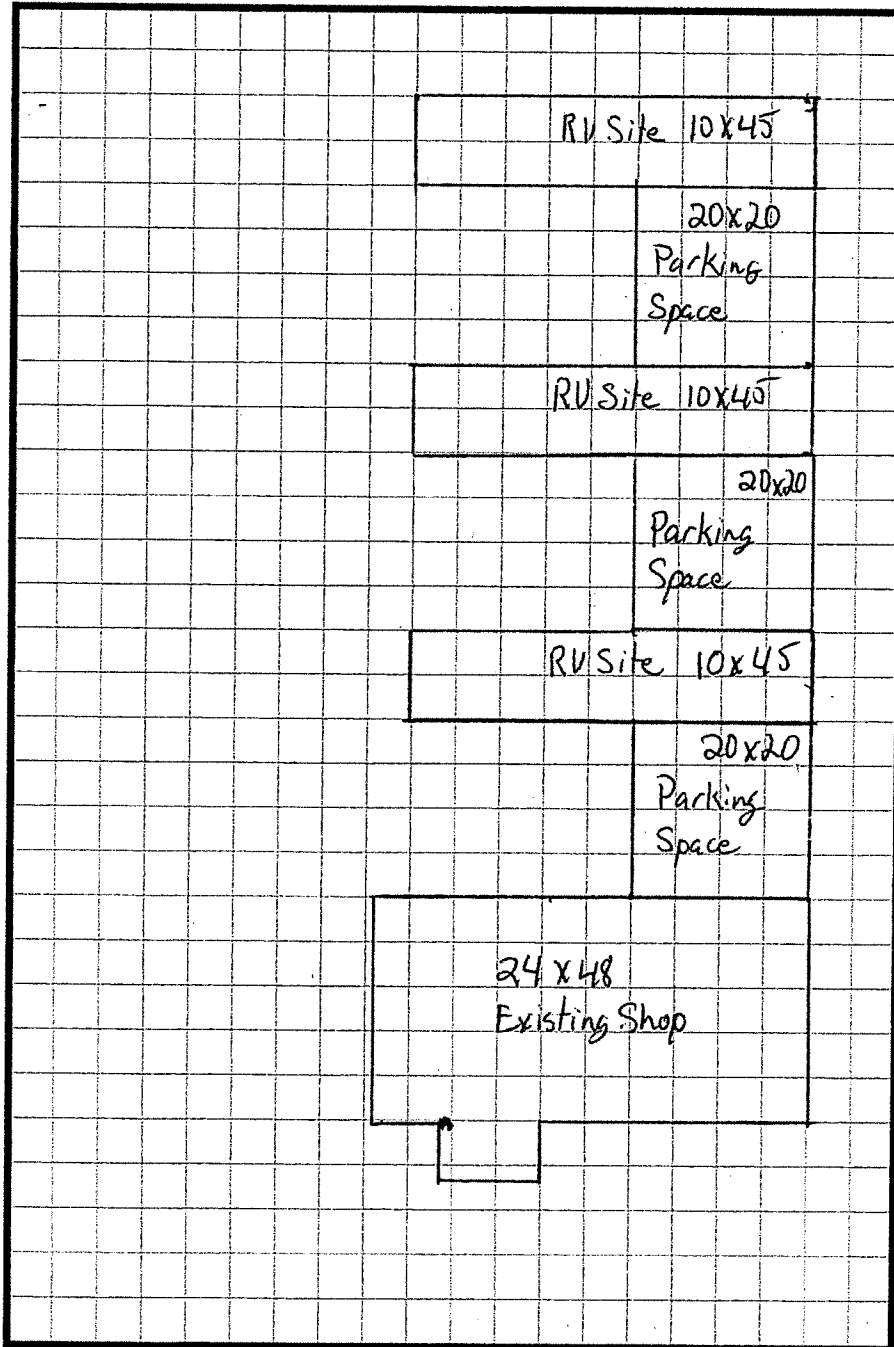 RV Site 10x45
20x20
Parking
Space
RV Site 10x45
20x20
Parking
Space
RV Site 10x45
20x20
Parking
Space
24 x 48
Existing Shop